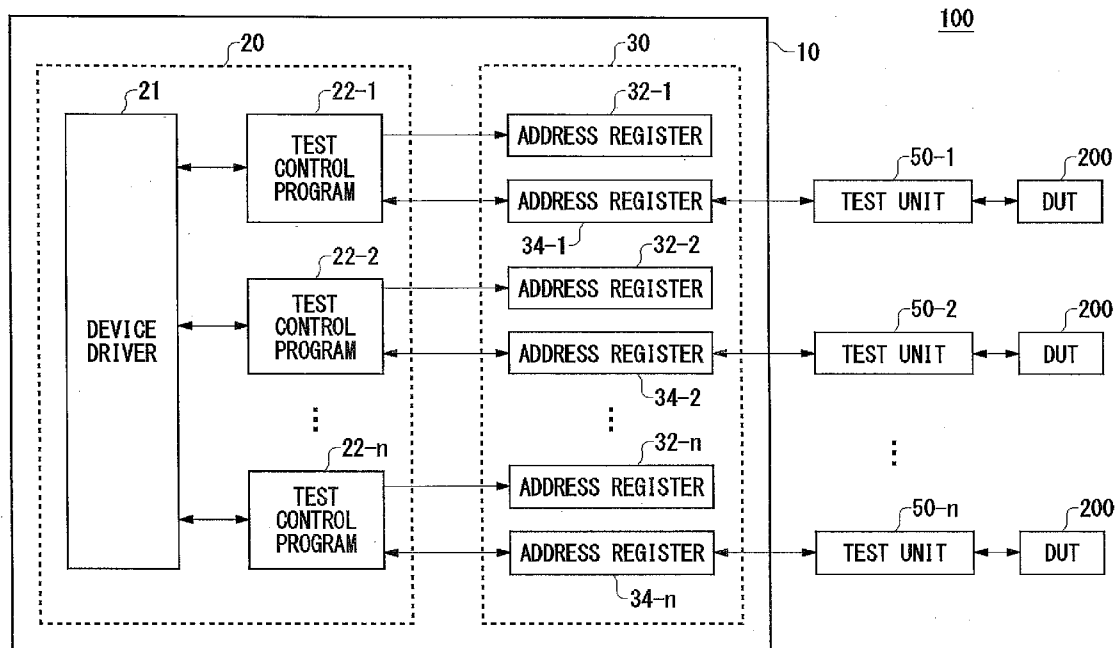 100
10
20
30
21
22-1
32-1
TEST
CONTROL
PROGRAM
ADDRESS REGISTER
50-1
200
ADDRESS REGISTER
TEST UNIT
DUT
34-1
22-2
32-2
TEST
CONTROL
PROGRAM
ADDRESS REGISTER
DEVICE
DRIVER
50-2
200
ADDRESS REGISTER
TEST UNIT
DUT
34-2
22-n
32-n
TEST
CONTROL
PROGRAM
ADDRESS REGISTER
50-n
200
ADDRESS REGISTER
TEST UNIT
DUT
34-n